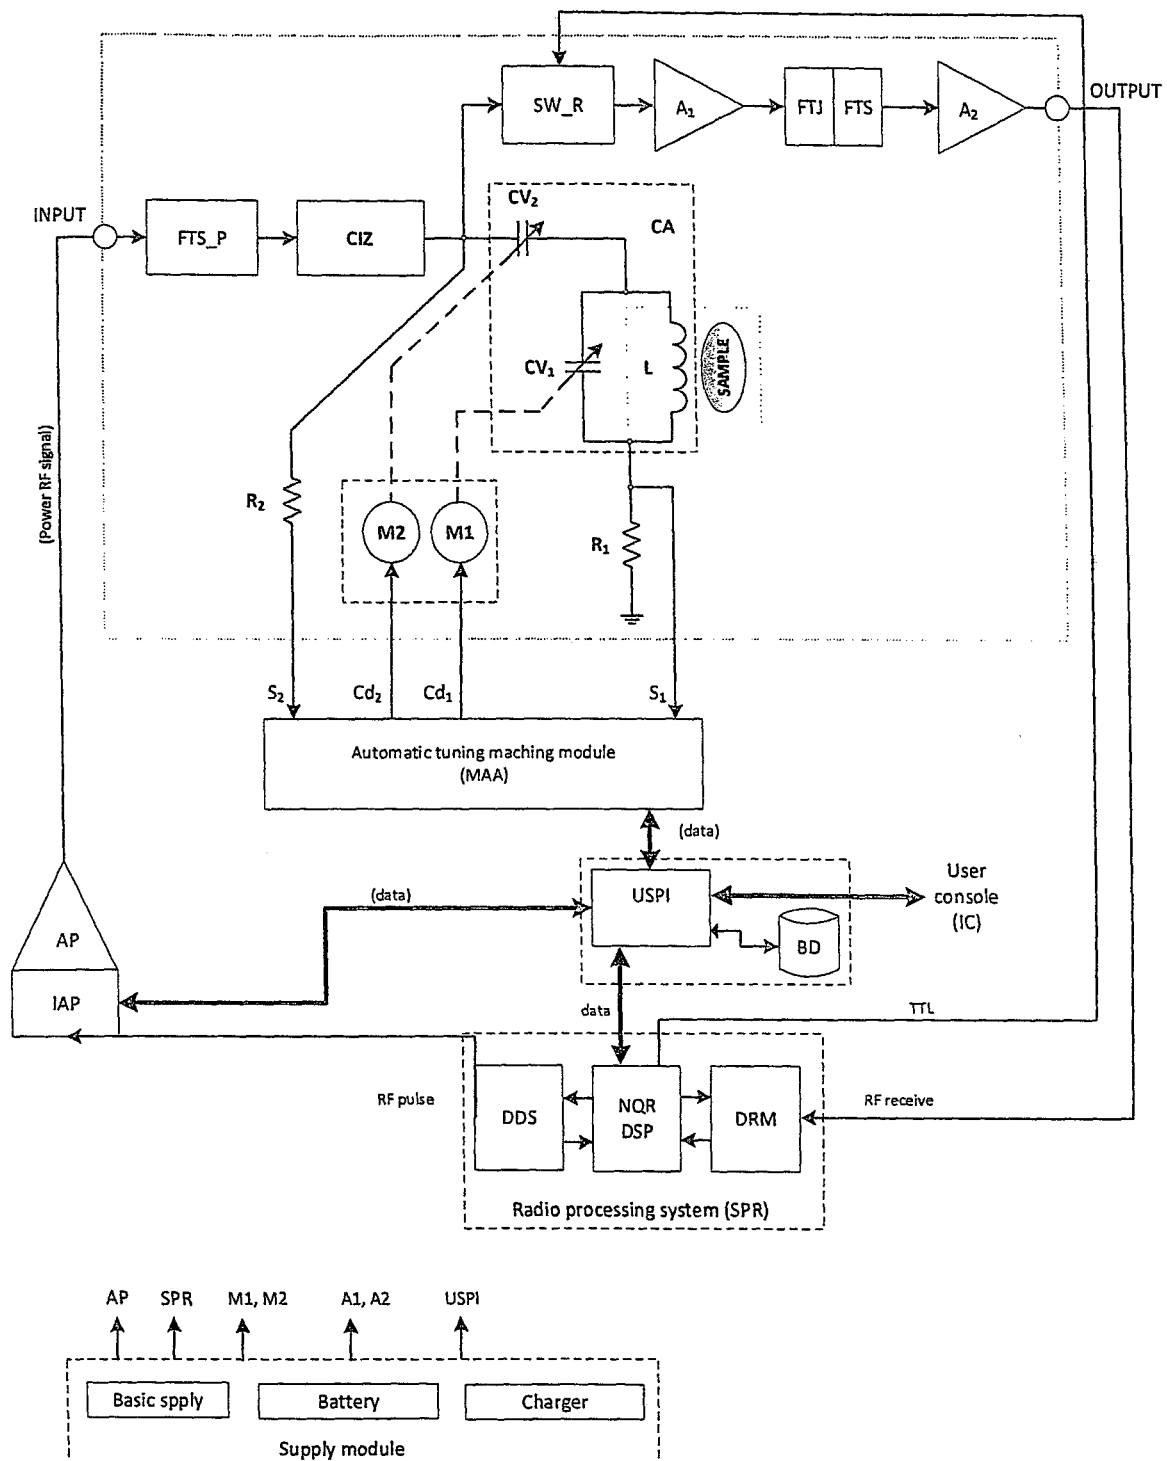 OUTPUT
SW_R
A1
FTJ
FTS
A2
INPUT
FTS_P
CIZ
CV2
CA
CV1
L
SAMPLE
(Power RF signal)
R2
M2
M1
R1
S2
Cd2
Cd1
S1
Automatic tuning maching module
(MAA)
(data)
(data)
USPI
User
console
(IC)
BD
AP
IAP
data
TTL
RF pulse
DDS
NQR
DSP
DRM
RF receive
Radio processing system (SPR)
AP
SPR
M1, M2
A1, A2
USPI
Basic spply
Battery
Charger
Supply module